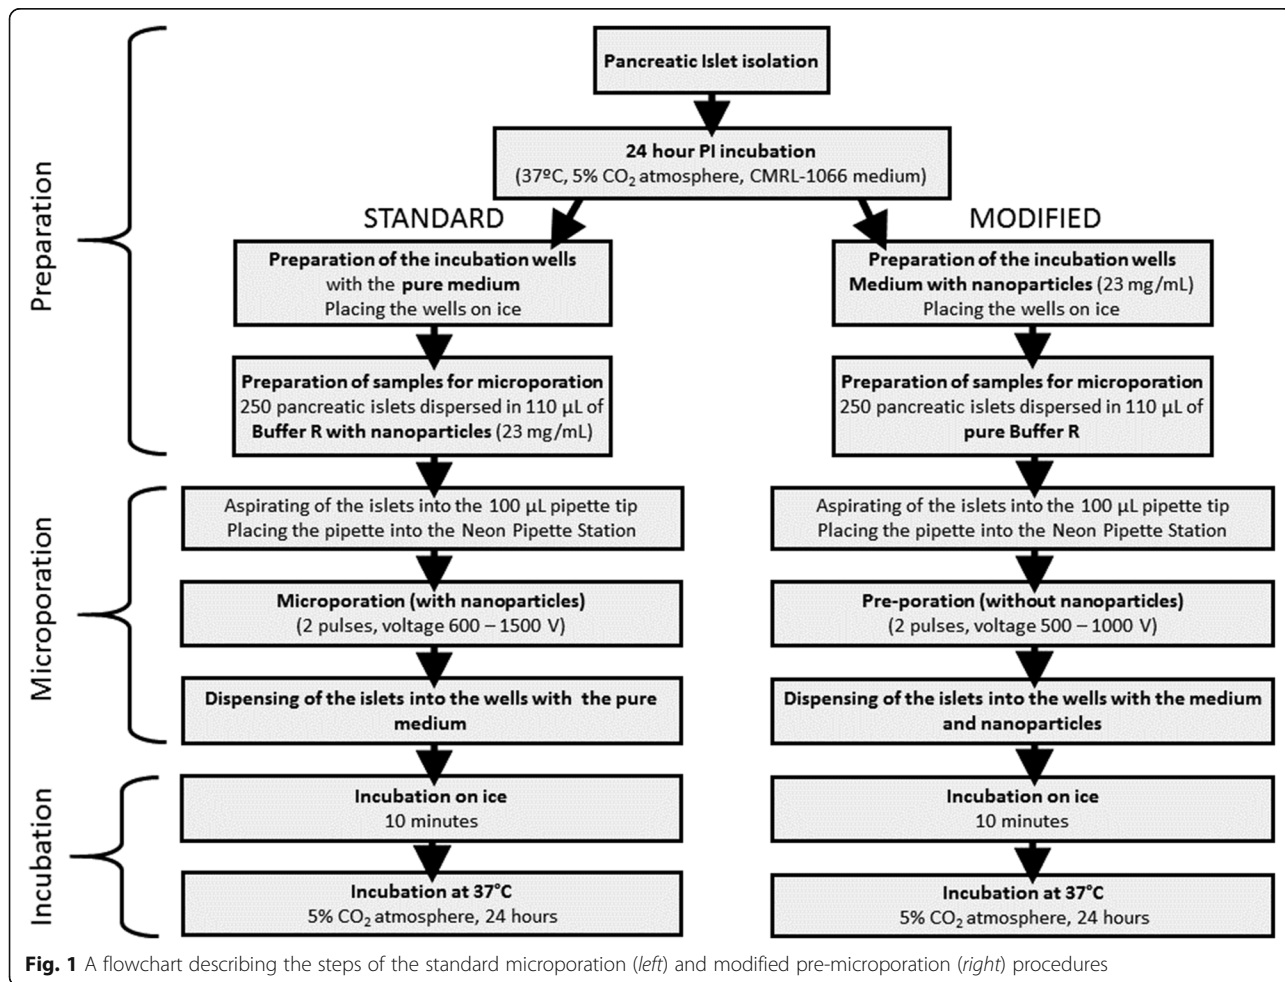 Pancreatic Islet isolation
24 hour PI incubation
(37ºC, 5% CO₂ atmosphere, CMRL-1066 medium)
Preparation
STANDARD
Preparation of the incubation wells
with the pure medium
Placing the wells on ice
Preparation of samples for microporation
250 pancreatic islets dispersed in 110 µL of
Buffer R with nanoparticles (23 mg/mL)
MODIFIED
Preparation of the incubation wells
Medium with nanoparticles (23 mg/mL)
Placing the wells on ice
Preparation of samples for microporation
250 pancreatic islets dispersed in 110 µL of
pure Buffer R
Microporation
Aspirating of the islets into the 100 µL pipette tip
Placing the pipette into the Neon Pipette Station
Microporation (with nanoparticles)
(2 pulses, voltage 600 – 1500 V)
Dispensing of the islets into the wells with the pure
medium
Aspirating of the islets into the 100 µL pipette tip
Placing the pipette into the Neon Pipette Station
Pre-poration (without nanoparticles)
(2 pulses, voltage 500 – 1000 V)
Dispensing of the islets into the wells with the medium
and nanoparticles
Incubation
Incubation on ice
10 minutes
Incubation at 37°C
5% CO₂ atmosphere, 24 hours
Incubation on ice
10 minutes
Incubation at 37°C
5% CO₂ atmosphere, 24 hours
Fig. 1 A flowchart describing the steps of the standard microporation (left) and modified pre-microporation (right) procedures